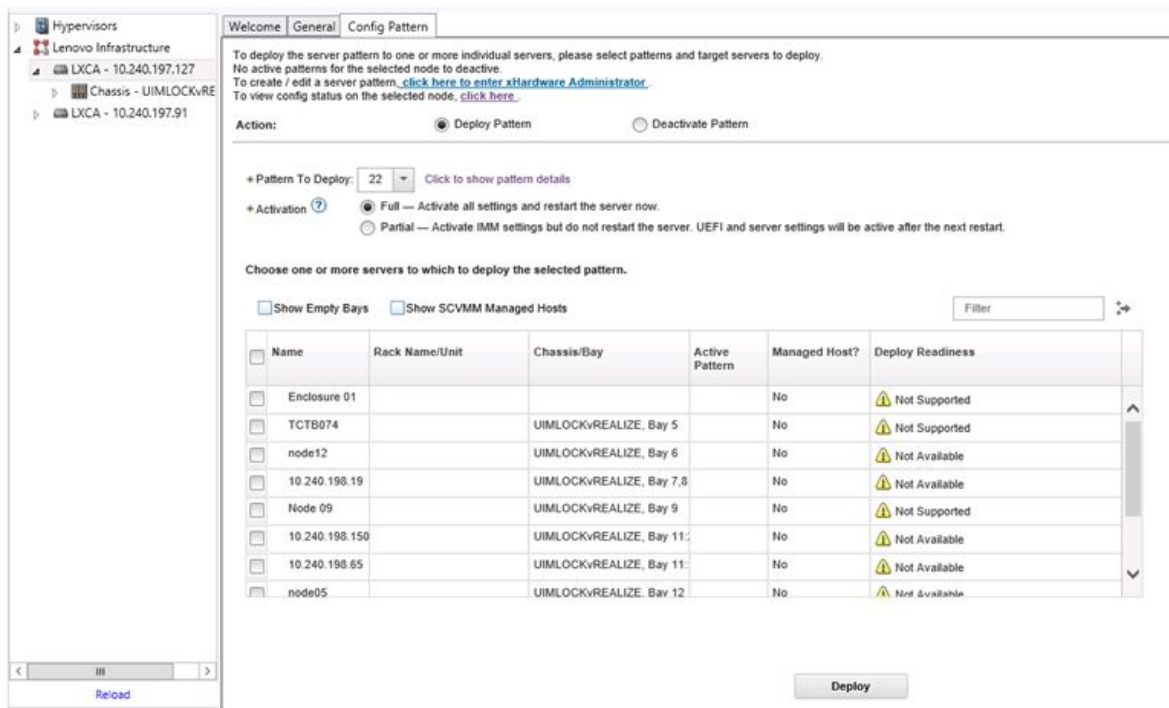 Hypervisors
Lenovo Infrastructure
LXCA - 10.240.197.127
Chassis - UIMLOCKvRE
LXCA - 10.240.197.91
Reload
Welcome General Config Pattern
To deploy the server pattern to one or more individual servers, please select patterns and target servers to deploy.
No active patterns for the selected node to deactive.
To create / edit a server pattern, click here to enter xHardware Administrator .
To view config status on the selected node, click here .
Action: Deploy Pattern Deactivate Pattern
+ Pattern To Deploy: 22 Click to show pattern details
+ Activation ? Full — Activate all settings and restart the server now.
Partial — Activate IMM settings but do not restart the server. UEFI and server settings will be active after the next restart.
Choose one or more servers to which to deploy the selected pattern.
Show Empty Bays Show SCVMM Managed Hosts Filter
Name Rack Name/Unit Chassis/Bay Active Pattern Managed Host? Deploy Readiness
Enclosure 01 No Not Supported
TCTB074 UIMLOCKvREALIZE, Bay 5 No Not Supported
node12 UIMLOCKvREALIZE, Bay 6 No Not Available
10.240.198.19 UIMLOCKvREALIZE, Bay 7,8 No Not Available
Node 09 UIMLOCKvREALIZE, Bay 9 No Not Supported
10.240.198.150 UIMLOCKvREALIZE, Bay 11: No Not Available
10.240.198.65 UIMLOCKvREALIZE, Bay 11: No Not Available
node05 UIMLOCKvREALIZE, Bay 12 No Not Available
Deploy